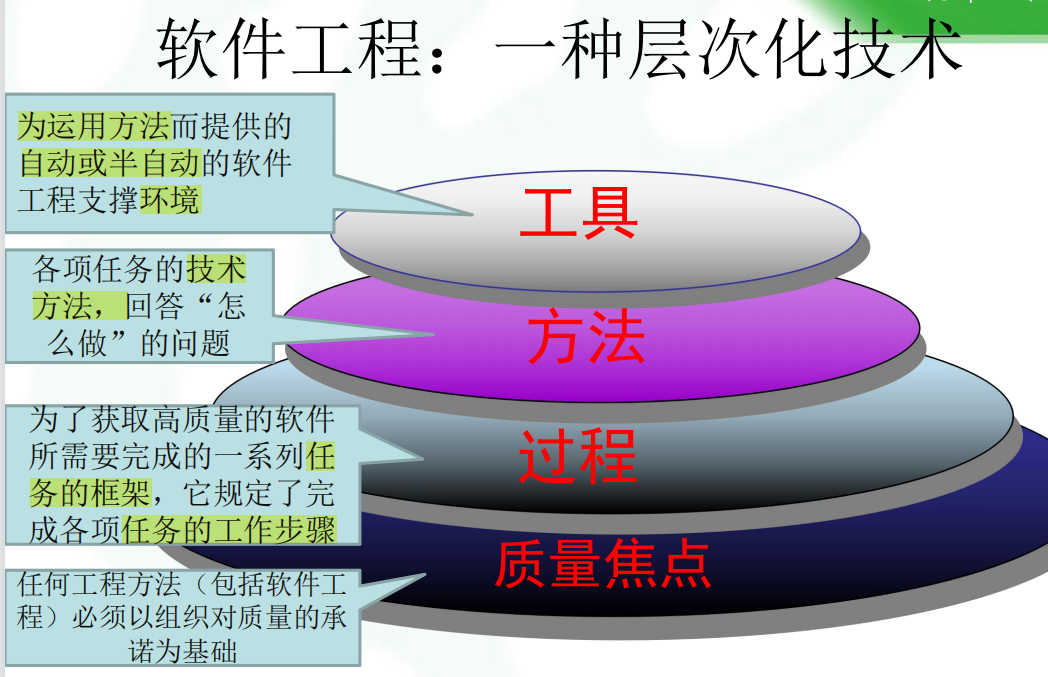 软件工程：一种层次化技术
为运用方法而提供的
自动或半自动的软件
工程支撑环境
工具
各项任务的技术
方法，回答“怎
么做”的问题
方法
为了获取高质量的软件
所需要完成的一系列任
务的框架，它规定了完
成各项任务的工作步骤
过程
任何工程方法（包括软件工
程）必须以组织对质量的承
诺为基础
质量焦点